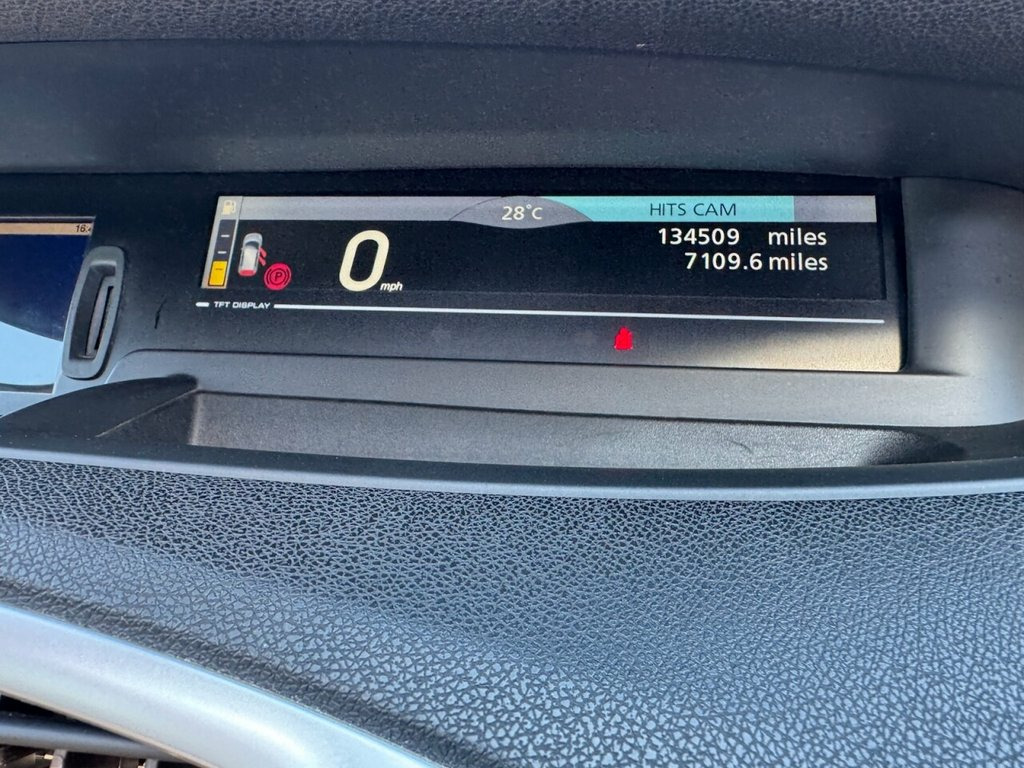 28°C HITS CAM
134509 miles
7109.6 miles
0 mph
P
TFT DISPLAY